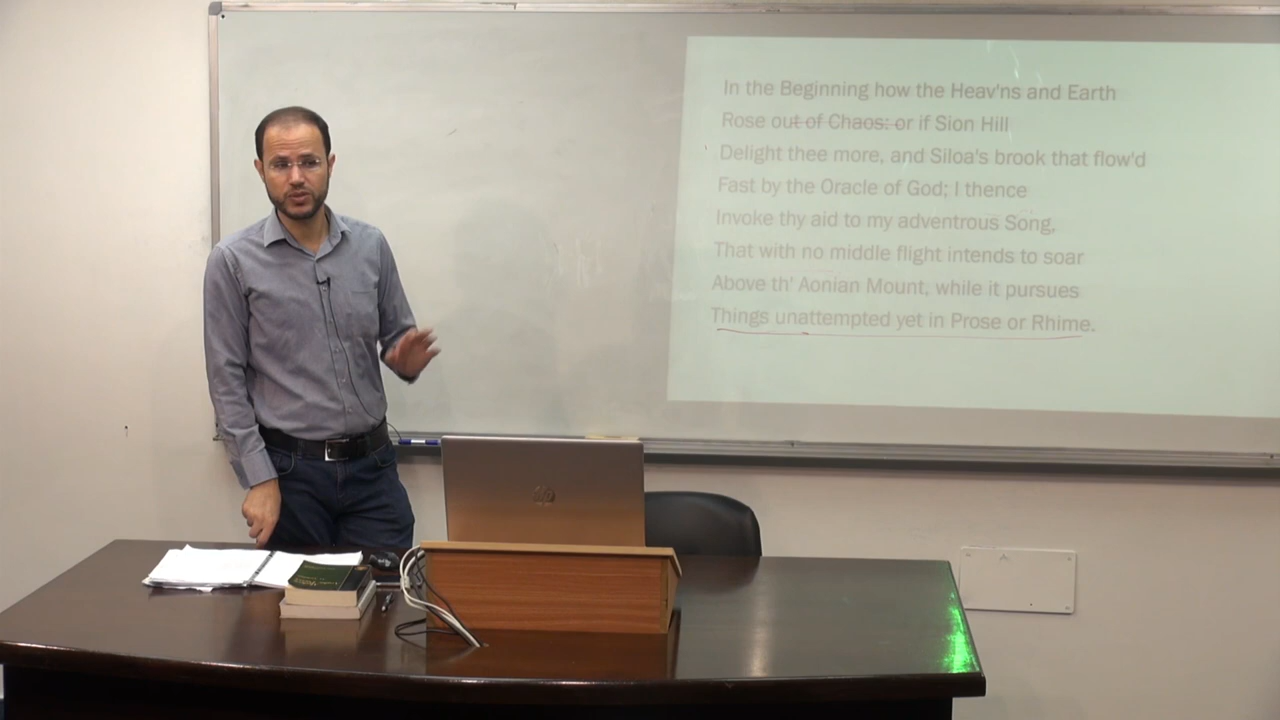 In the Beginning how the Heav'ns and Earth
Rose out of Chaos: or if Sion Hill
Delight thee more, and Siloa's brook that flow'd
Fast by the Oracle of God; I thence
Invoke thy aid to my adventrous Song,
That with no middle flight intends to soar
Above th' Aonian Mount, while it pursues
Things unattempted yet in Prose or Rhime.
hp